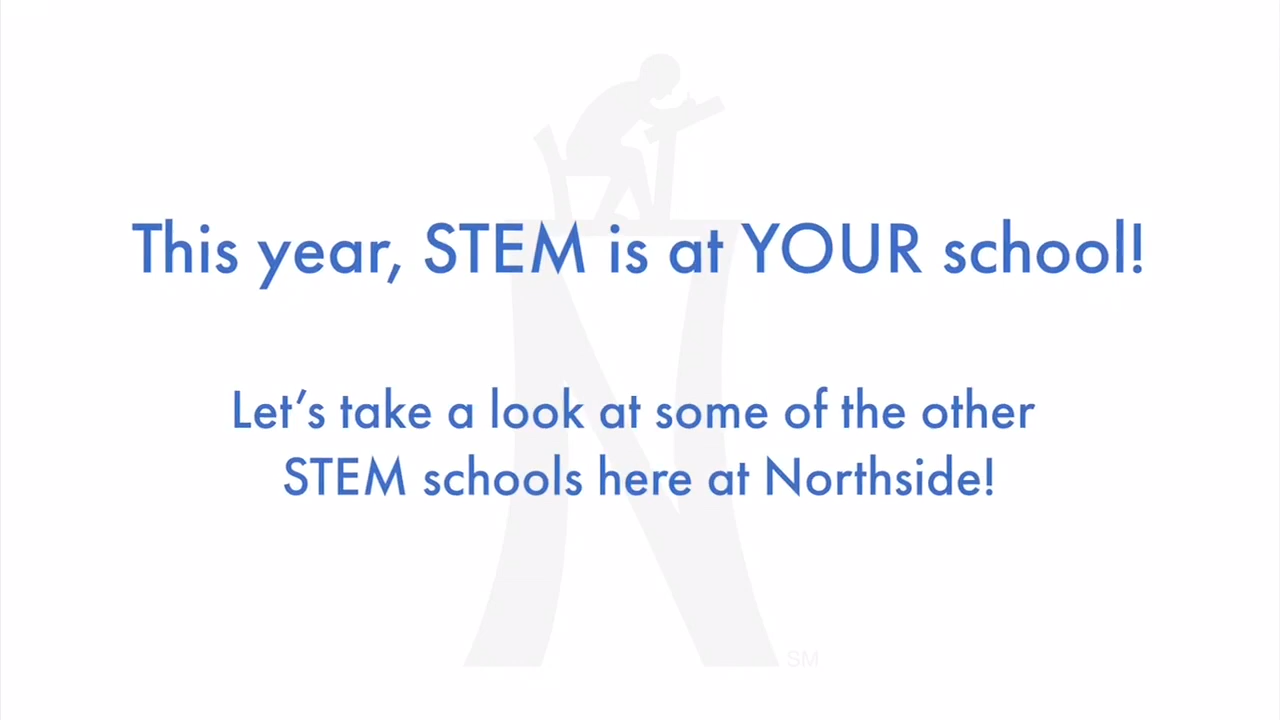 This year, STEM is at YOUR school!
Let’s take a look at some of the other
STEM schools here at Northside!
SM